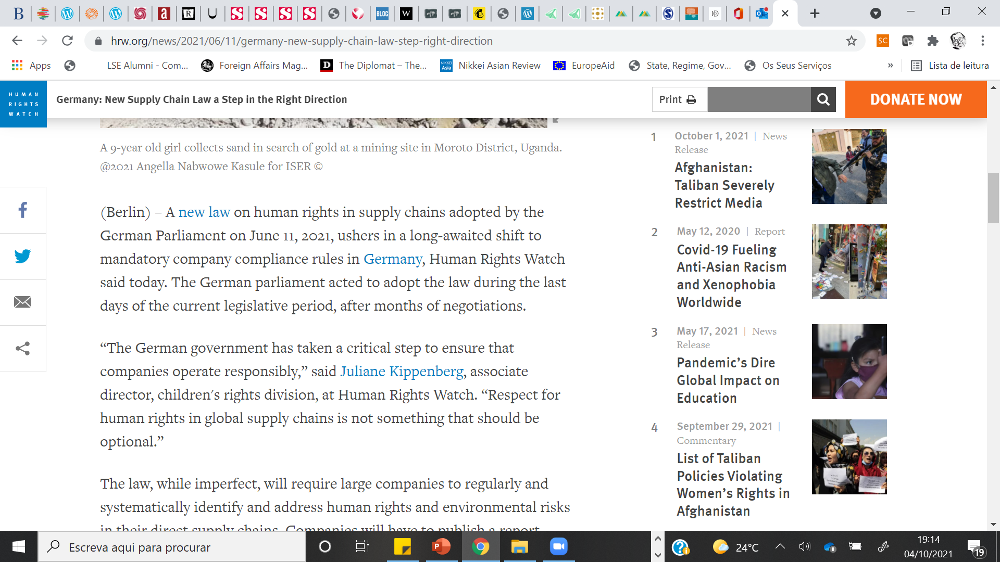 B
a
R
S
S
S
S
BLOG
W
S
hrw.org/news/2021/06/11/germany-new-supply-chain-law-step-right-direction
SC
Apps
LSE Alumni - Com...
Foreign Affairs Mag...
D
The Diplomat – The...
NIKKEI Asia
Nikkei Asian Review
EuropeAid
State, Regime, Gov...
Os Seus Serviços
»
Lista de leitura
HUMAN
RIGHTS
WATCH
Germany: New Supply Chain Law a Step in the Right Direction
Print
DONATE NOW
A 9-year old girl collects sand in search of gold at a mining site in Moroto District, Uganda.
@2021 Angella Nabwowe Kasule for ISER ©
(Berlin) – A new law on human rights in supply chains adopted by the
German Parliament on June 11, 2021, ushers in a long-awaited shift to
mandatory company compliance rules in Germany, Human Rights Watch
said today. The German parliament acted to adopt the law during the last
days of the current legislative period, after months of negotiations.
“The German government has taken a critical step to ensure that
companies operate responsibly,” said Juliane Kippenberg, associate
director, children's rights division, at Human Rights Watch. “Respect for
human rights in global supply chains is not something that should be
optional.”
The law, while imperfect, will require large companies to regularly and
systematically identify and address human rights and environmental risks
in their direct supply chains. Companies will have to publish a report
1
October 1, 2021 | News
Release
Afghanistan:
Taliban Severely
Restrict Media
2
May 12, 2020 | Report
Covid-19 Fueling
Anti-Asian Racism
and Xenophobia
Worldwide
3
May 17, 2021 | News
Release
Pandemic’s Dire
Global Impact on
Education
4
September 29, 2021 |
Commentary
List of Taliban
Policies Violating
Women’s Rights in
Afghanistan
Escreva aqui para procurar
24°C
19:14
04/10/2021
19